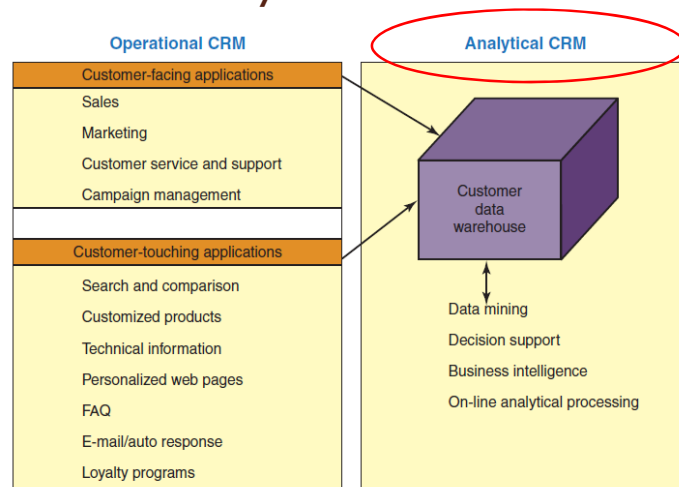 Operational CRM
Customer-facing applications
Sales
Marketing
Customer service and support
Campaign management
Customer-touching applications
Search and comparison
Customized products
Technical information
Personalized web pages
FAQ
E-mail/auto response
Loyalty programs
Analytical CRM
Customer
data
warehouse
Data mining
Decision support
Business intelligence
On-line analytical processing